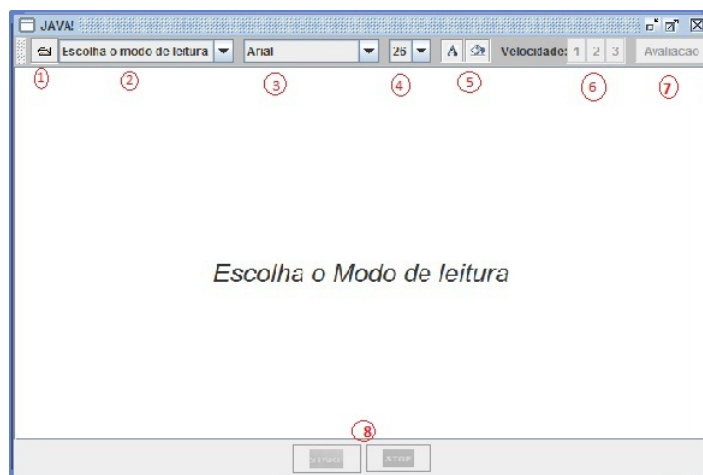 JAVA!
Escolha o modo de leitura Arial 26 A Velocidade: 1 2 3 Avaliacao
1 2 3 4 5 6 7
Escolha o Modo de leitura
8
STOP